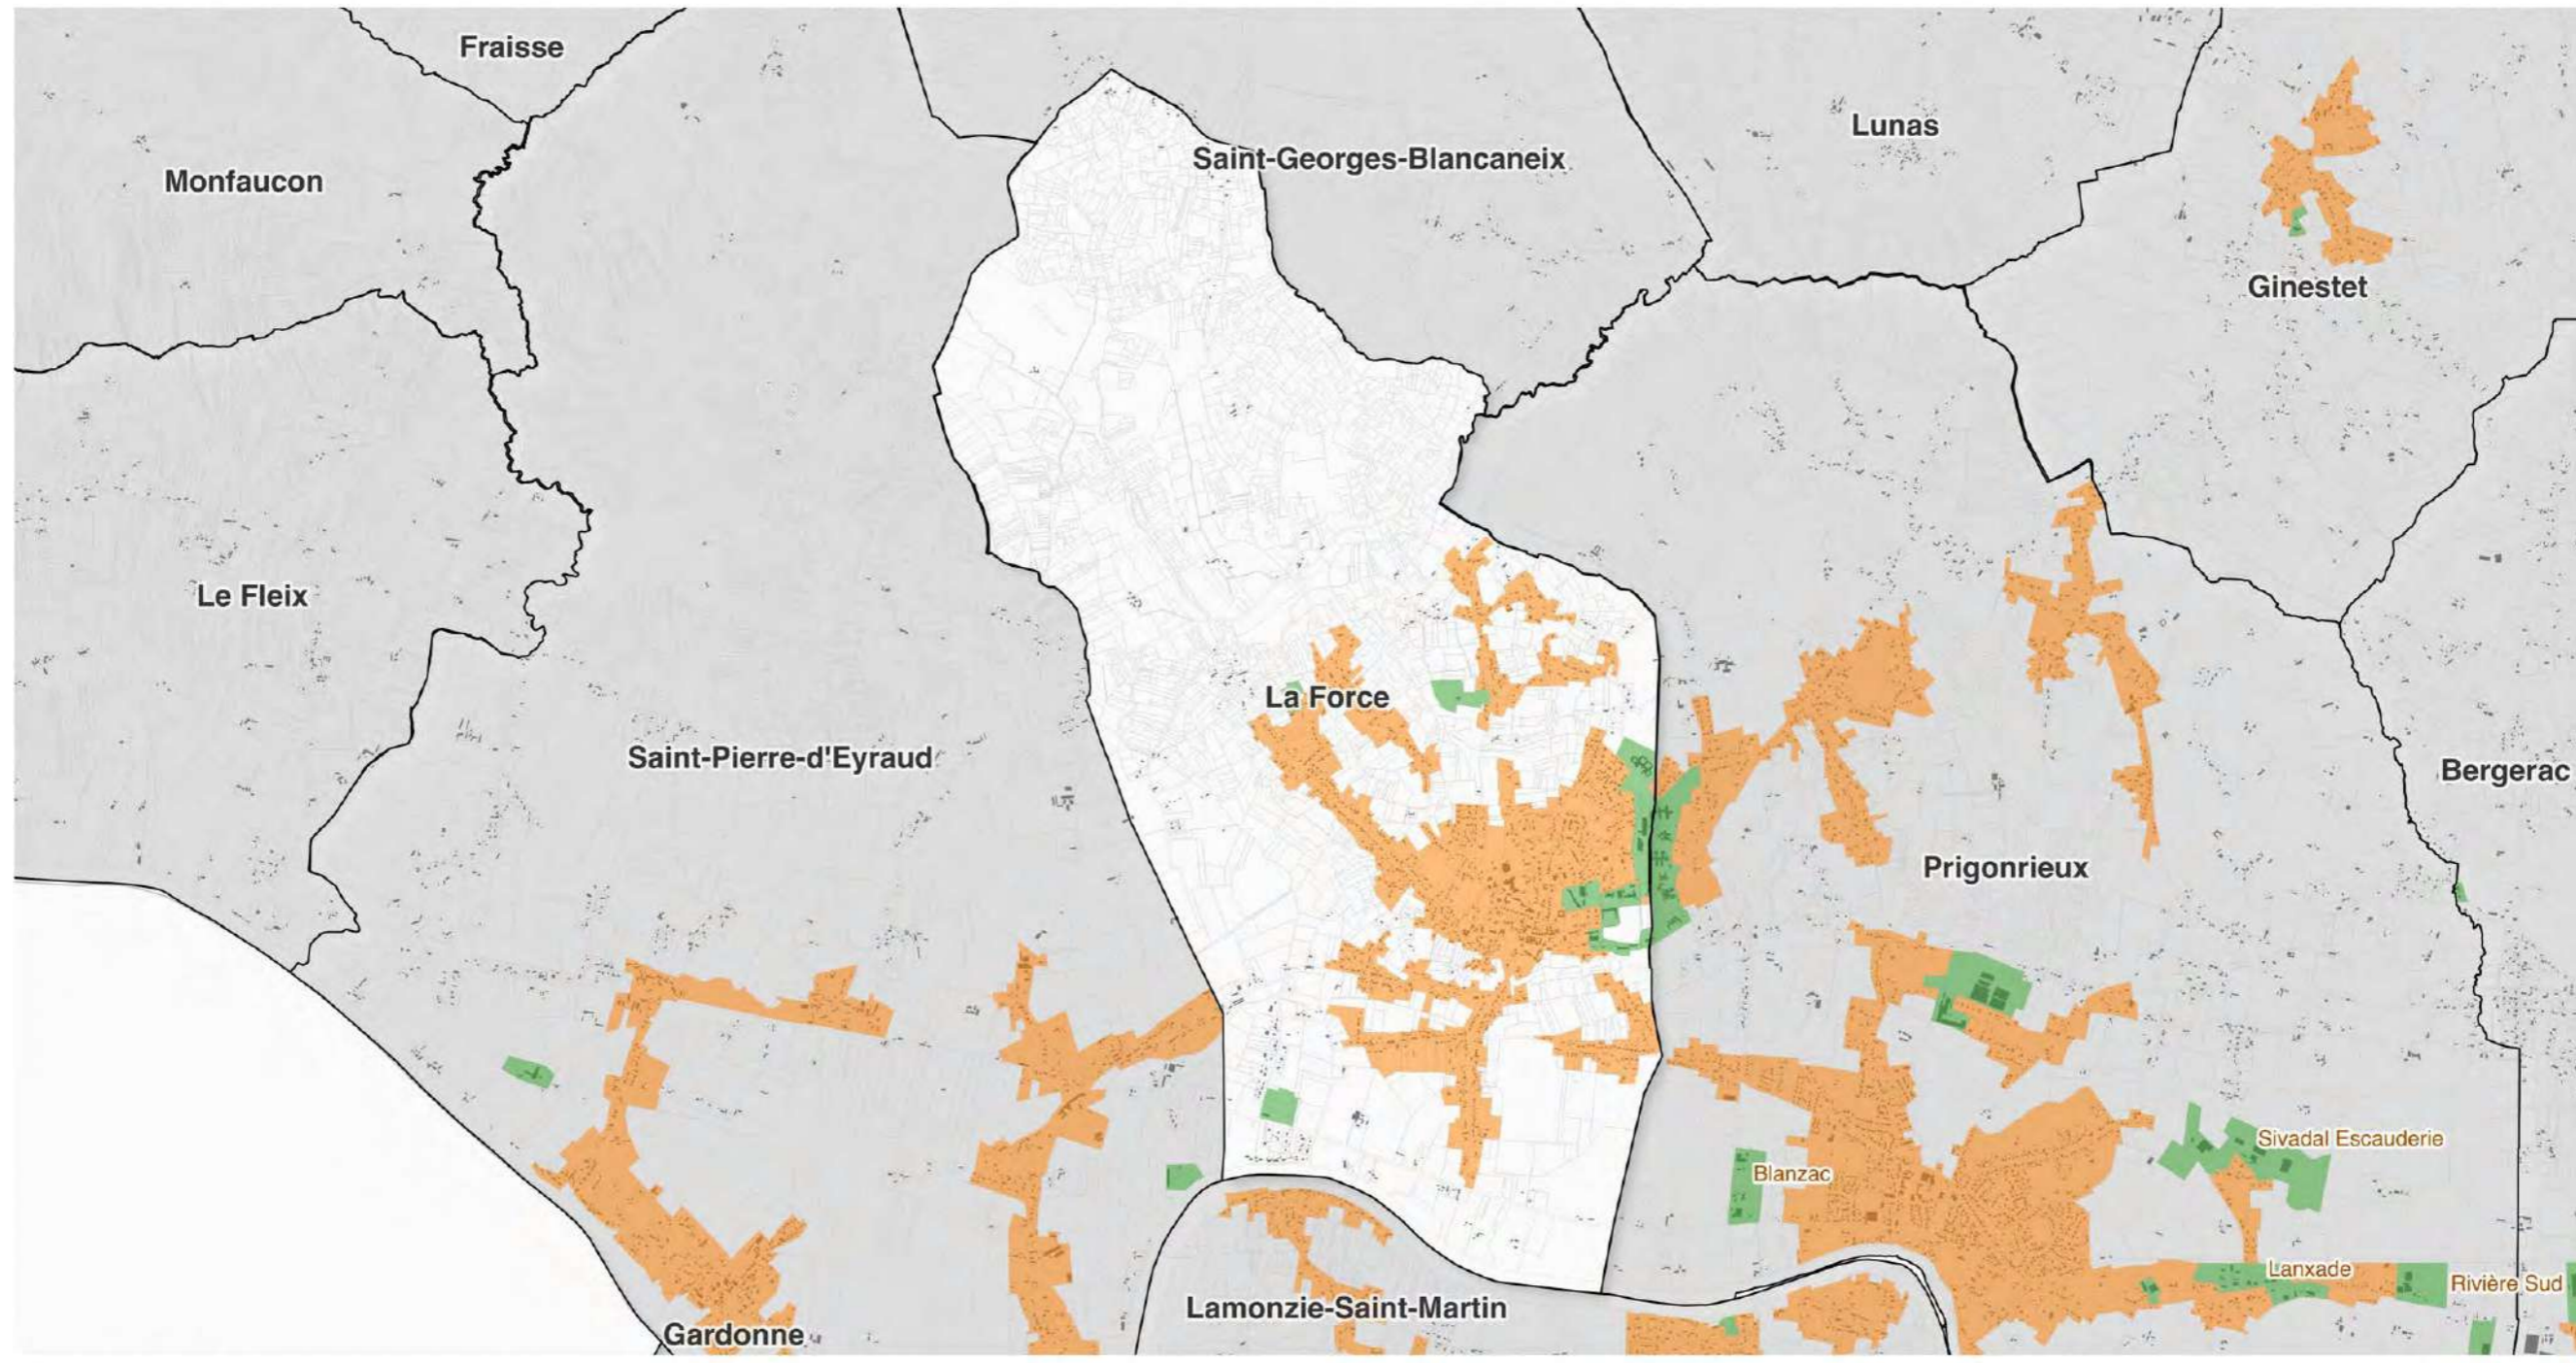 Fraisse
Lunas
Saint-Georges-Blancaneix
Monfaucon
Ginestet
Le Fleix
La Force
Saint-Pierre-d'Eyraud
Bergerac
Prigonrieux
Sivadal Escauderie
Blanzac
Lanxade
Rivière Sud
Lamonzie-Saint-Martin
Gardonne